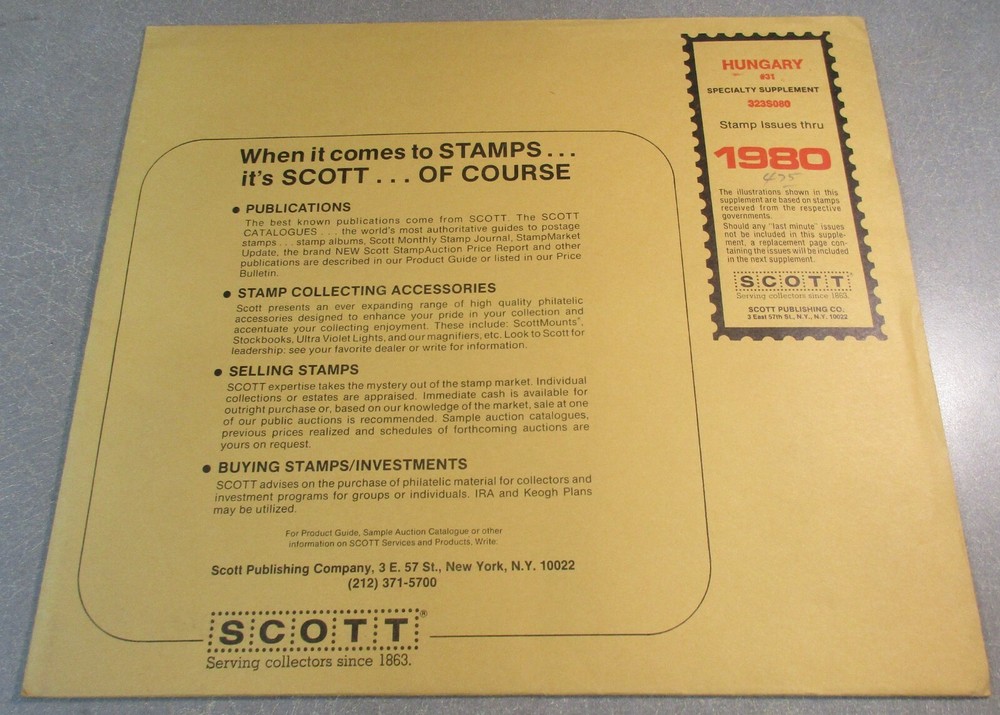 HUNGARY
#31
SPECIALTY SUPPLEMENT
323S080
Stamp Issues thru
1980
475
The illustrations shown in this
supplement are based on stamps
received from the respective
governments.
Should any "last minute" issues
not be included in this supple-
ment, a replacement page con-
taining the issues will be included
in the next supplement.
SCOTT®
Serving collectors since 1863.
SCOTT PUBLISHING CO.
3 East 57th St., N.Y., N.Y. 10022
When it comes to STAMPS...
it's SCOTT... OF COURSE
• PUBLICATIONS
The best known publications come from SCOTT. The SCOTT
CATALOGUES... the world's most authoritative guides to postage
stamps... stamp albums, Scott Monthly Stamp Journal, StampMarket
Update, the brand NEW Scott StampAuction Price Report and other
publications are described in our Product Guide or listed in our Price
Bulletin.
• STAMP COLLECTING ACCESSORIES
Scott presents an ever expanding range of high quality philatelic
accessories designed to enhance your pride in your collection and
accentuate your collecting enjoyment. These include: ScottMounts®,
Stockbooks, Ultra Violet Lights, and our magnifiers, etc. Look to Scott for
leadership: see your favorite dealer or write for information.
• SELLING STAMPS
SCOTT expertise takes the mystery out of the stamp market. Individual
collections or estates are appraised. Immediate cash is available for
outright purchase or, based on our knowledge of the market, sale at one
of our public auctions is recommended. Sample auction catalogues,
previous prices realized and schedules of forthcoming auctions are
yours on request.
• BUYING STAMPS/INVESTMENTS
SCOTT advises on the purchase of philatelic material for collectors and
investment programs for groups or individuals. IRA and Keogh Plans
may be utilized.
For Product Guide, Sample Auction Catalogue or other
information on SCOTT Services and Products, Write:
Scott Publishing Company, 3 E. 57 St., New York, N.Y. 10022
(212) 371-5700
SCOTT®
Serving collectors since 1863.